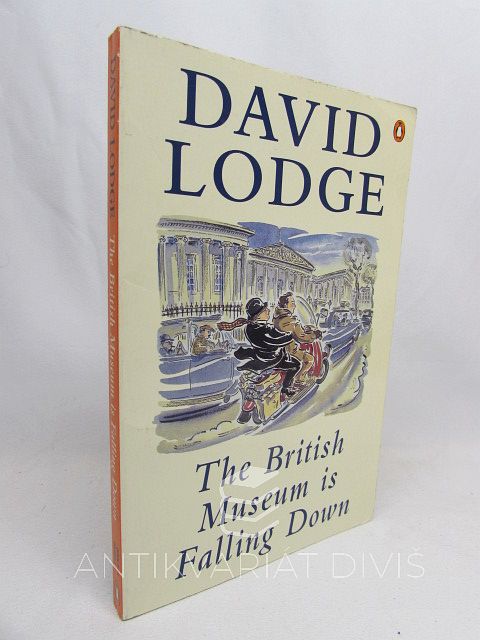 DAVID
LODGE
The British
Museum is
Falling Down
DAVID LODGE The British Museum is Falling Down
ANTIKVARIÁT DIVIŠ